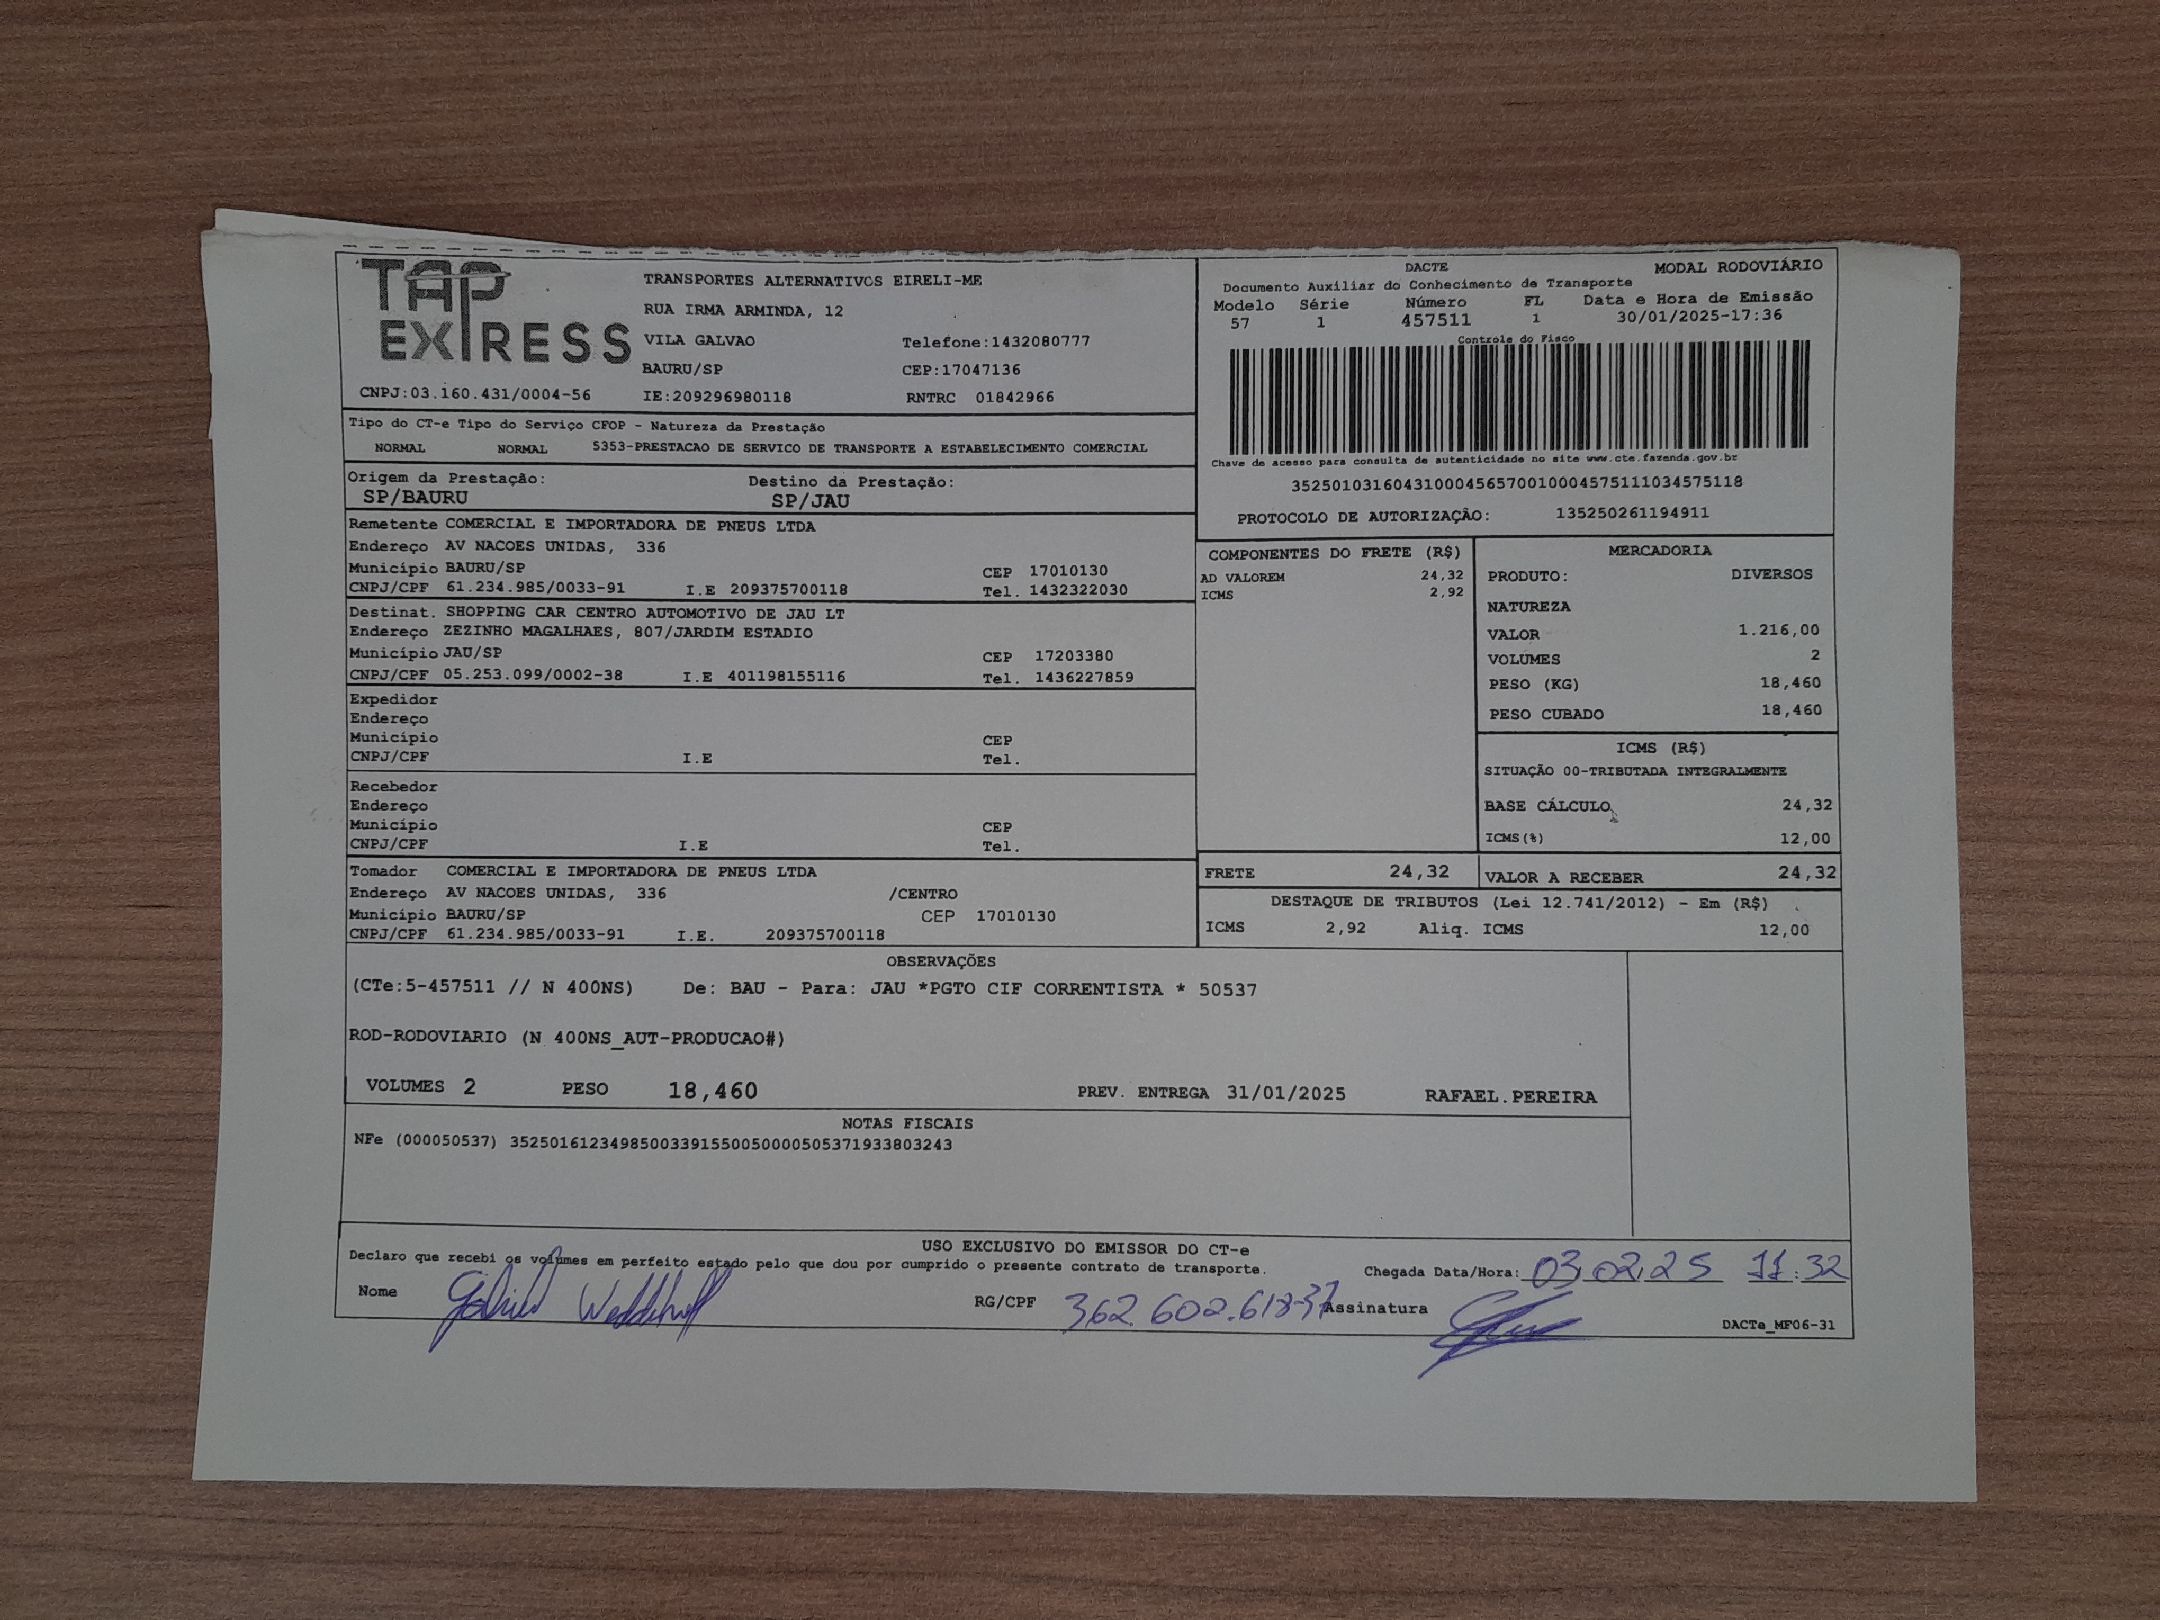 TAP EXPRESS
TRANSPORTES ALTERNATIVOS EIRELI-ME
RUA IRMA ARMINDA, 12
VILA GALVAO Telefone:1432080777
BAURU/SP CEP:17047136
CNPJ:03.160.431/0004-56 IE:209296980118 RNTRC 01842966
DACTE MODAL RODOVIÁRIO
Documento Auxiliar do Conhecimento de Transporte
Modelo Série Número FL Data e Hora de Emissão
57 1 457511 1 30/01/2025-17:36
Controle do Fisco
Chave de acesso para consulta de autenticidade no site www.cte.fazenda.gov.br
35250103160431000456570010004575111034575118
PROTOCOLO DE AUTORIZAÇÃO: 135250261194911
Tipo do CT-e Tipo do Serviço CFOP - Natureza da Prestação
NORMAL NORMAL 5353-PRESTACAO DE SERVICO DE TRANSPORTE A ESTABELECIMENTO COMERCIAL
Origem da Prestação: Destino da Prestação:
SP/BAURU SP/JAU
Remetente COMERCIAL E IMPORTADORA DE PNEUS LTDA
Endereço AV NACOES UNIDAS, 336
Município BAURU/SP CEP 17010130
CNPJ/CPF 61.234.985/0033-91 I.E 209375700118 Tel. 1432322030
Destinat. SHOPPING CAR CENTRO AUTOMOTIVO DE JAU LT
Endereço ZEZINHO MAGALHAES, 807/JARDIM ESTADIO
Município JAU/SP CEP 17203380
CNPJ/CPF 05.253.099/0002-38 I.E 401198155116 Tel. 1436227859
Expedidor
Endereço
Município CEP
CNPJ/CPF I.E Tel.
Recebedor
Endereço
Município CEP
CNPJ/CPF I.E Tel.
Tomador COMERCIAL E IMPORTADORA DE PNEUS LTDA
Endereço AV NACOES UNIDAS, 336 /CENTRO
Município BAURU/SP CEP 17010130
CNPJ/CPF 61.234.985/0033-91 I.E. 209375700118
COMPONENTES DO FRETE (R$)
AD VALOREM 24,32
ICMS 2,92
MERCADORIA
PRODUTO: DIVERSOS
NATUREZA
VALOR 1.216,00
VOLUMES 2
PESO (KG) 18,460
PESO CUBADO 18,460
ICMS (R$)
SITUAÇÃO 00-TRIBUTADA INTEGRALMENTE
BASE CÁLCULO 24,32
ICMS(%) 12,00
FRETE 24,32 VALOR A RECEBER 24,32
DESTAQUE DE TRIBUTOS (Lei 12.741/2012) - Em (R$)
ICMS 2,92 Aliq. ICMS 12,00
OBSERVAÇÕES
(CTe:5-457511 // N 400NS) De: BAU - Para: JAU *PGTO CIF CORRENTISTA * 50537
ROD-RODOVIARIO (N 400NS_AUT-PRODUCAO#)
VOLUMES 2 PESO 18,460 PREV. ENTREGA 31/01/2025 RAFAEL.PEREIRA
NOTAS FISCAIS
NFe (000050537) 35250161234985003391550050000505371933803243
USO EXCLUSIVO DO EMISSOR DO CT-e
Declaro que recebi os volumes em perfeito estado pelo que dou por cumprido o presente contrato de transporte.
Chegada Data/Hora: 03,02,25 11:32
Nome Gabriel RG/CPF 362.602.618-37 Assinatura
DACTe_MF06-31